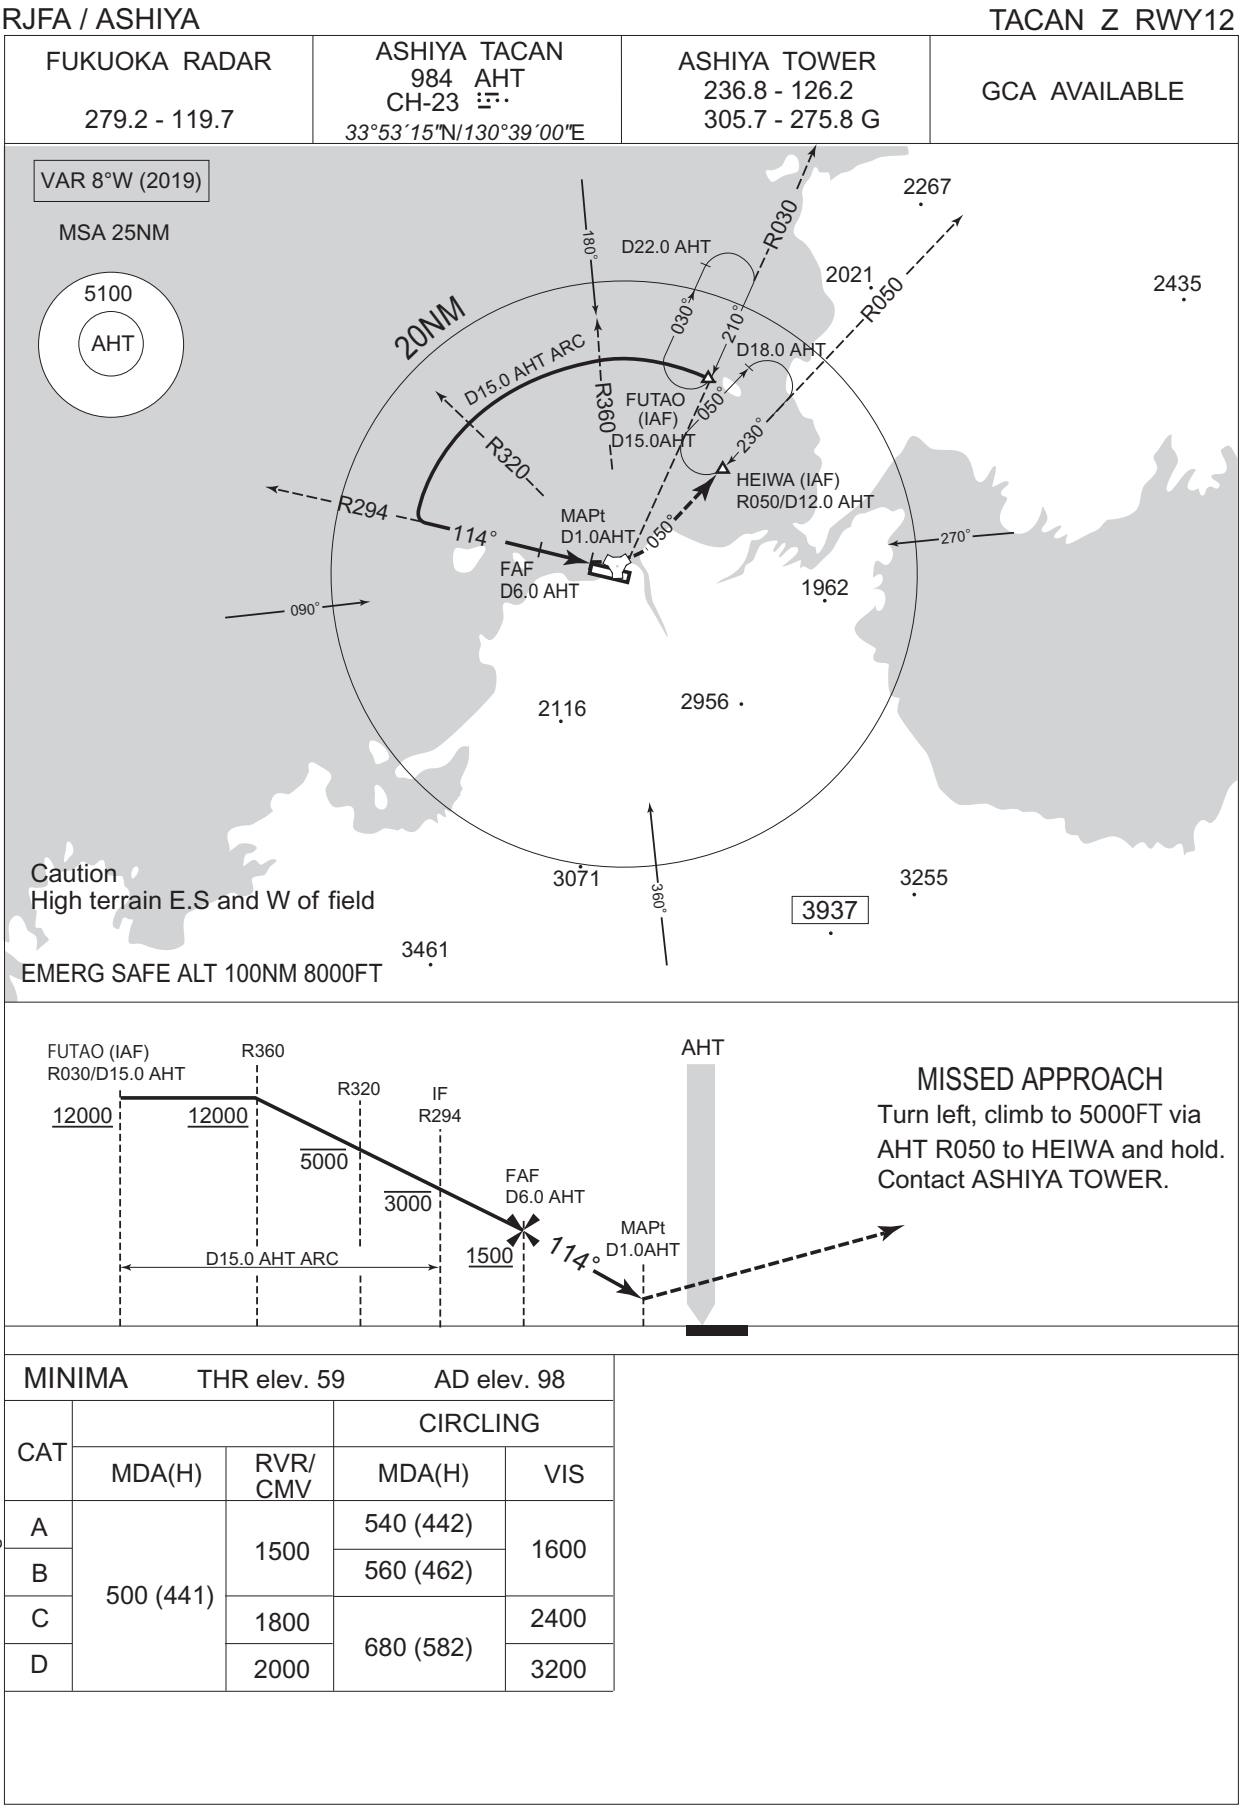 RJFA / ASHIYA
TACAN Z RWY12
FUKUOKA RADAR
279.2 - 119.7
ASHIYA TACAN
984 AHT
CH-23
33°53´15″N/130°39´00″E
ASHIYA TOWER
236.8 - 126.2
305.7 - 275.8 G
GCA AVAILABLE
VAR 8°W (2019)
MSA 25NM
5100
AHT
180°
D22.0 AHT
R030
2267
2021
R050
2435
20NM
030°
210°
D15.0 AHT ARC
D18.0 AHT
R360
FUTAO
(IAF)
D15.0AHT
050°
230°
R320
HEIWA (IAF)
R050/D12.0 AHT
R294
114°
MAPt
D1.0AHT
050°
270°
FAF
D6.0 AHT
090°
1962
2116
2956
3071
360°
3255
3937
3461
Caution
High terrain E.S and W of field
EMERG SAFE ALT 100NM 8000FT
FUTAO (IAF)
R030/D15.0 AHT
R360
R320
IF
R294
12000
12000
5000
3000
FAF
D6.0 AHT
1500
114°
MAPt
D1.0AHT
D15.0 AHT ARC
AHT
MISSED APPROACH
Turn left, climb to 5000FT via
AHT R050 to HEIWA and hold.
Contact ASHIYA TOWER.
MINIMA THR elev. 59 AD elev. 98
CAT
CIRCLING
MDA(H)
RVR/
CMV
MDA(H)
VIS
A
B
C
D
500 (441)
1500
1800
2000
540 (442)
560 (462)
680 (582)
1600
2400
3200